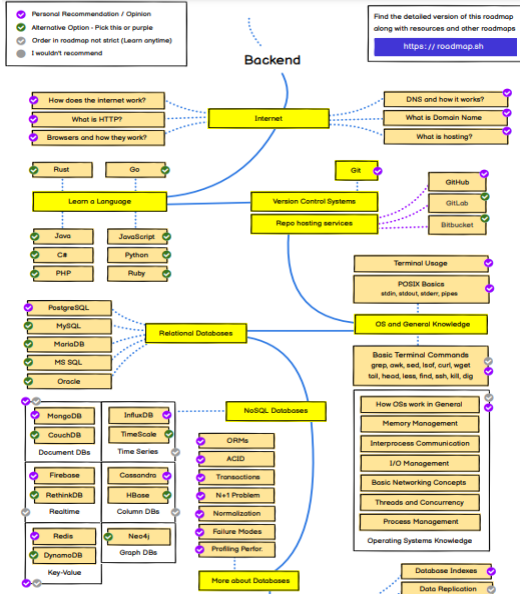 Personal Recommendation / Opinion
Alternative Option - Pick this or purple
Order in roadmap not strict (Learn anytime)
I wouldn't recommend
Find the detailed version of this roadmap
along with resources and other roadmaps
https://roadmap.sh
Backend
How does the internet work?
What is HTTP?
Browsers and how they work?
Internet
DNS and how it works?
What is Domain Name
What is hosting?
Rust
Go
Learn a Language
Java
JavaScript
C#
Python
PHP
Ruby
Git
Version Control Systems
Repo hosting services
GitHub
GitLab
Bitbucket
Terminal Usage
POSIX Basics
stdin, stdout, stderr, pipes
OS and General Knowledge
Basic Terminal Commands
grep, awk, sed, lsof, curl, wget
tail, head, less, find, ssh, kill, dig
How OSs work in General
Memory Management
Interprocess Communication
I/O Management
Basic Networking Concepts
Threads and Concurrency
Process Management
Operating Systems Knowledge
PostgreSQL
MySQL
MariaDB
MS SQL
Oracle
Relational Databases
NoSQL Databases
MongoDB
CouchDB
Document DBs
InfluxDB
TimeScale
Time Series
Firebase
RethinkDB
Realtime
Cassandra
HBase
Column DBs
Redis
DynamoDB
Key-Value
Neo4j
Graph DBs
ORMs
ACID
Transactions
N+1 Problem
Normalization
Failure Modes
Profiling Perfor.
More about Databases
Database Indexes
Data Replication